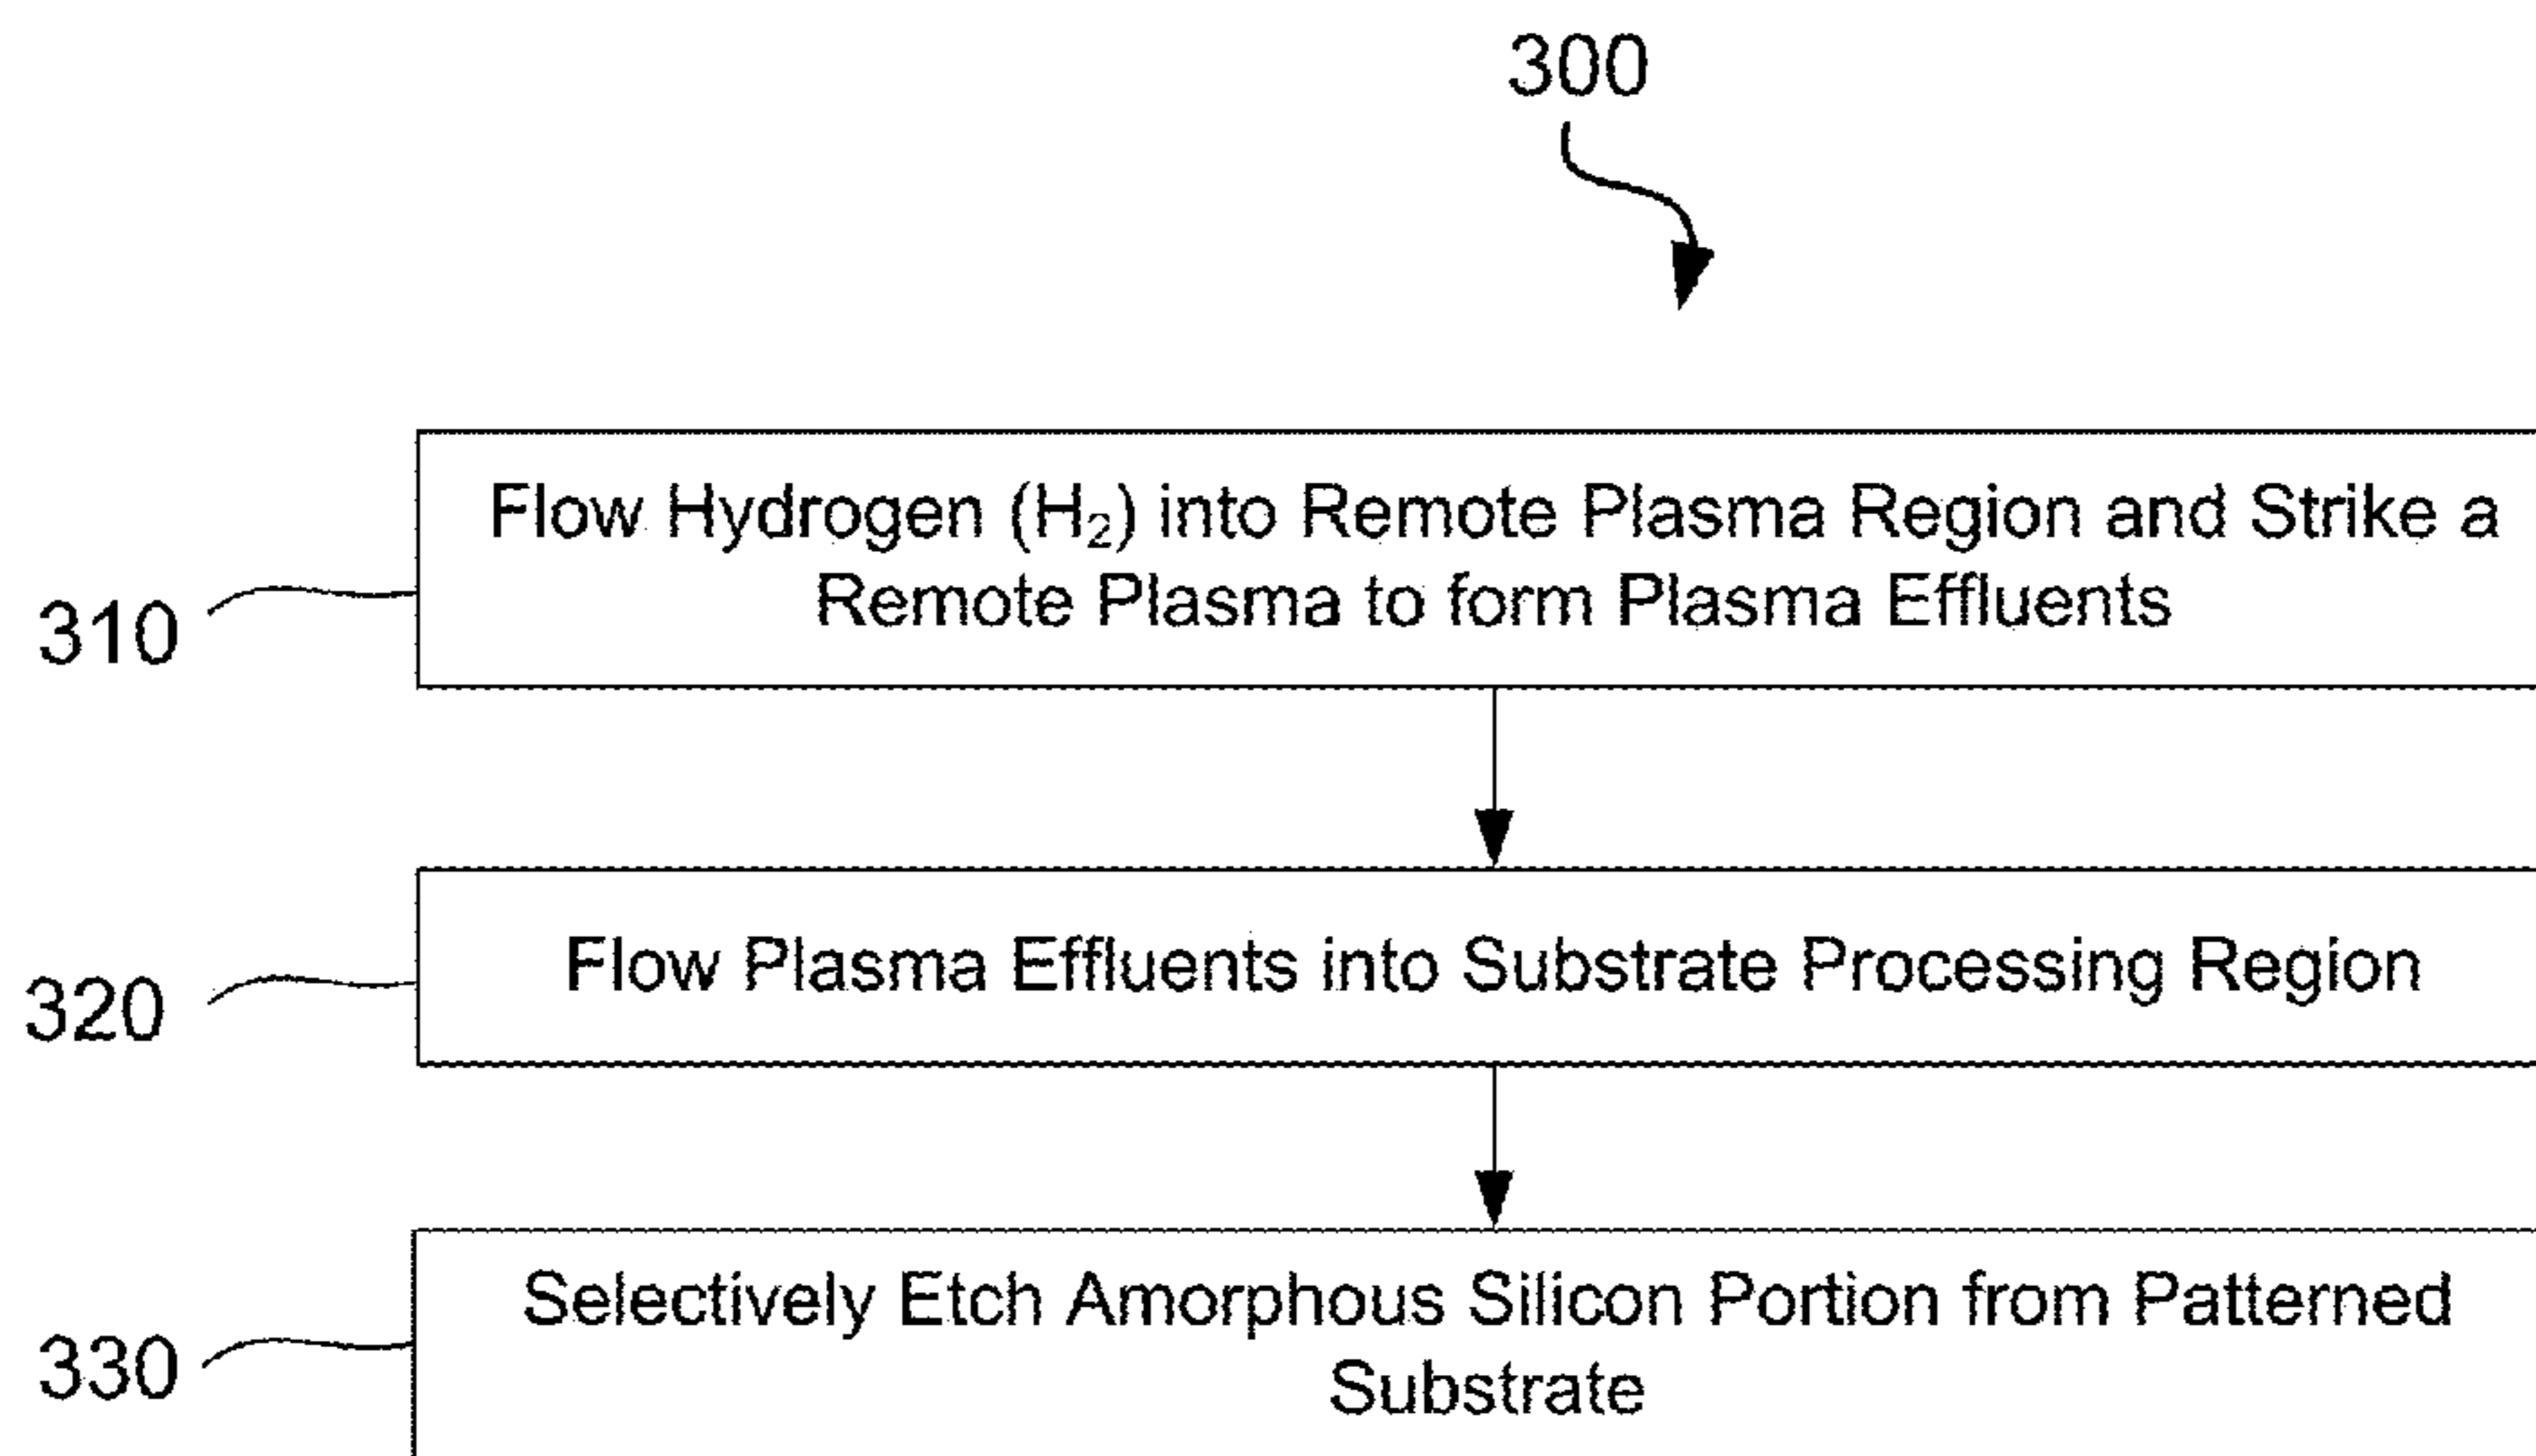 300
Flow Hydrogen (H₂) into Remote Plasma Region and Strike a
Remote Plasma to form Plasma Effluents
310
Flow Plasma Effluents into Substrate Processing Region
320
Selectively Etch Amorphous Silicon Portion from Patterned
Substrate
330